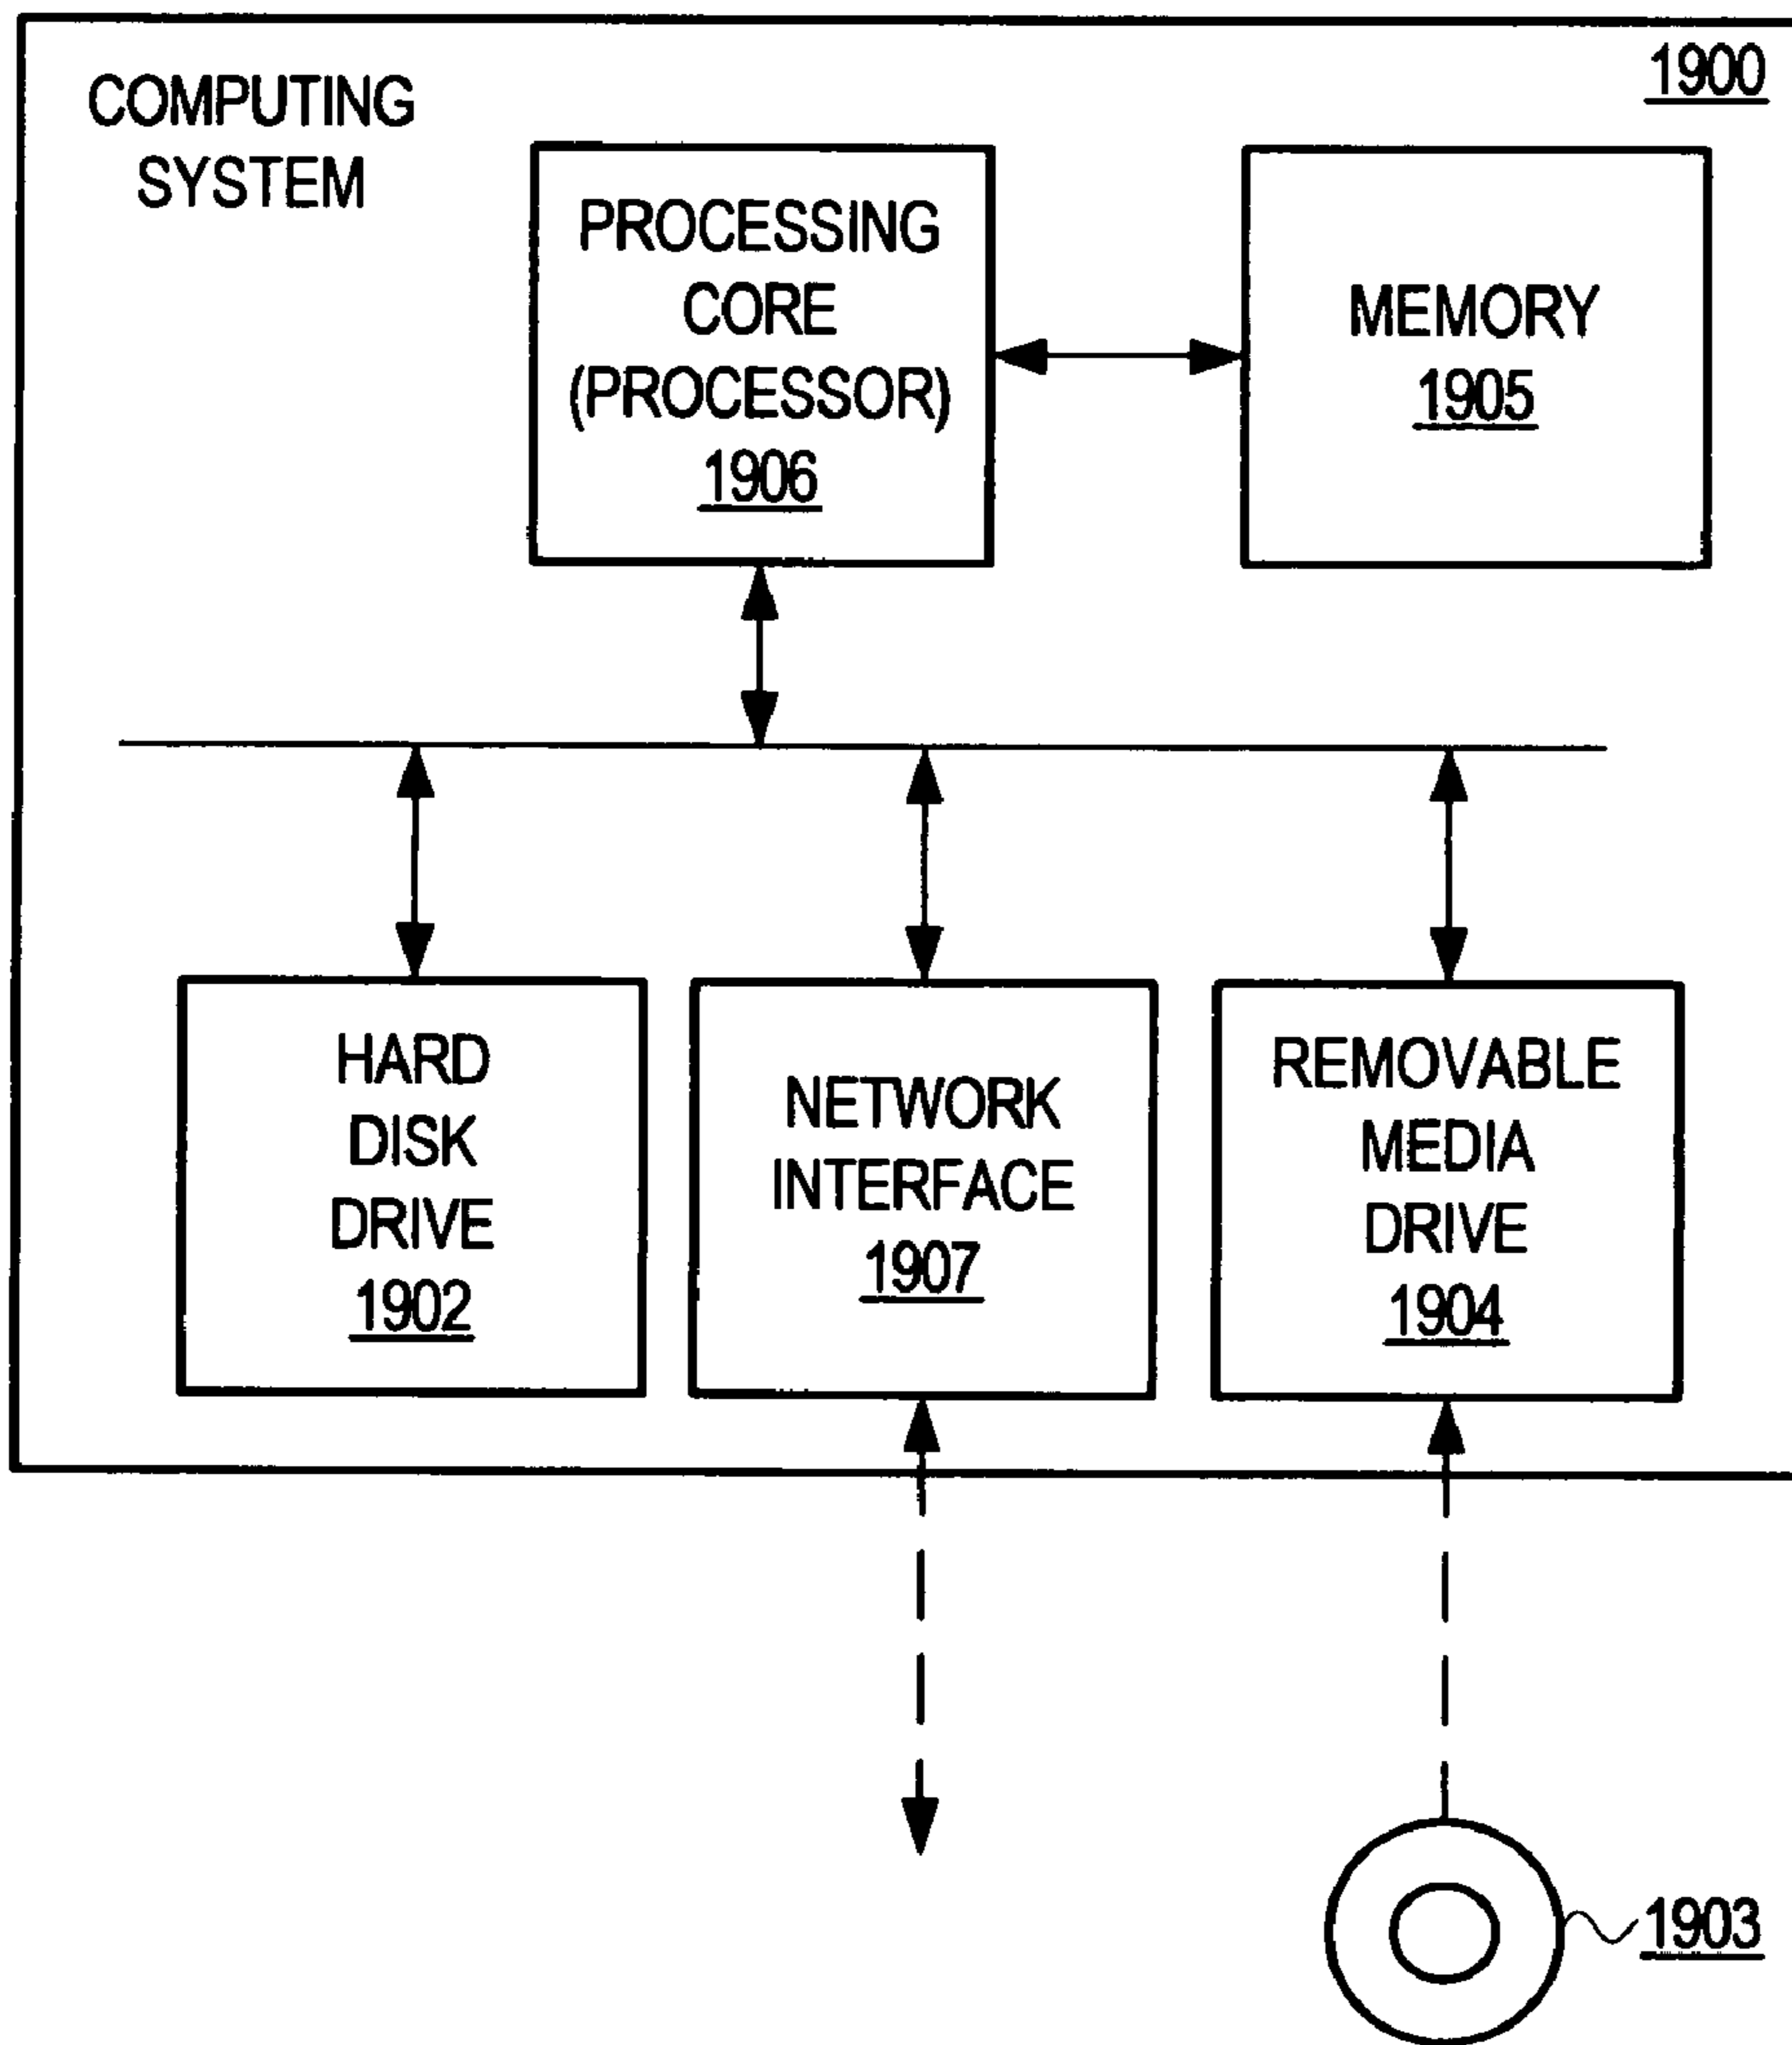 1900
COMPUTING
SYSTEM
PROCESSING
CORE
(PROCESSOR)
1906
MEMORY
1905
HARD
DISK
DRIVE
1902
NETWORK
INTERFACE
1907
REMOVABLE
MEDIA
DRIVE
1904
1903